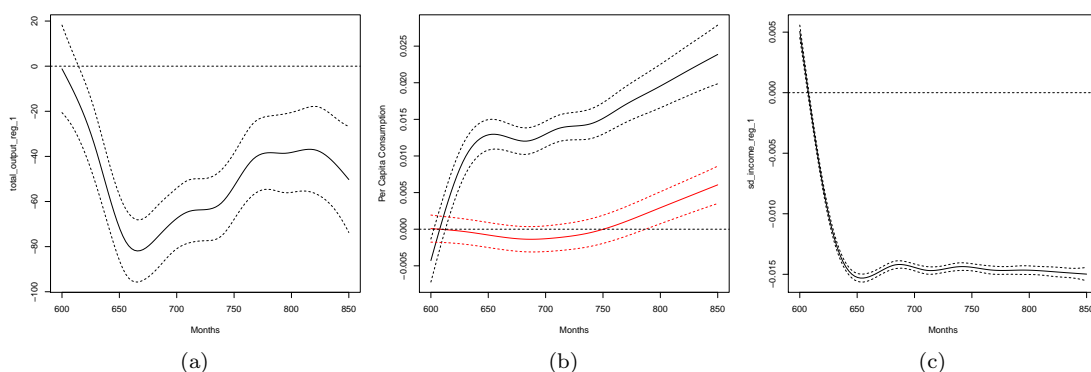 20
0
−20
−40
−60
−80
−100
total_output_reg_1
600 650 700 750 800 850
Months
(a)
0.025
0.020
0.015
0.010
0.005
0.000
−0.005
Per Capita Consumption
600 650 700 750 800 850
Months
(b)
0.005
0.000
−0.005
−0.010
−0.015
sd_income_reg_1
600 650 700 750 800 850
Months
(c)